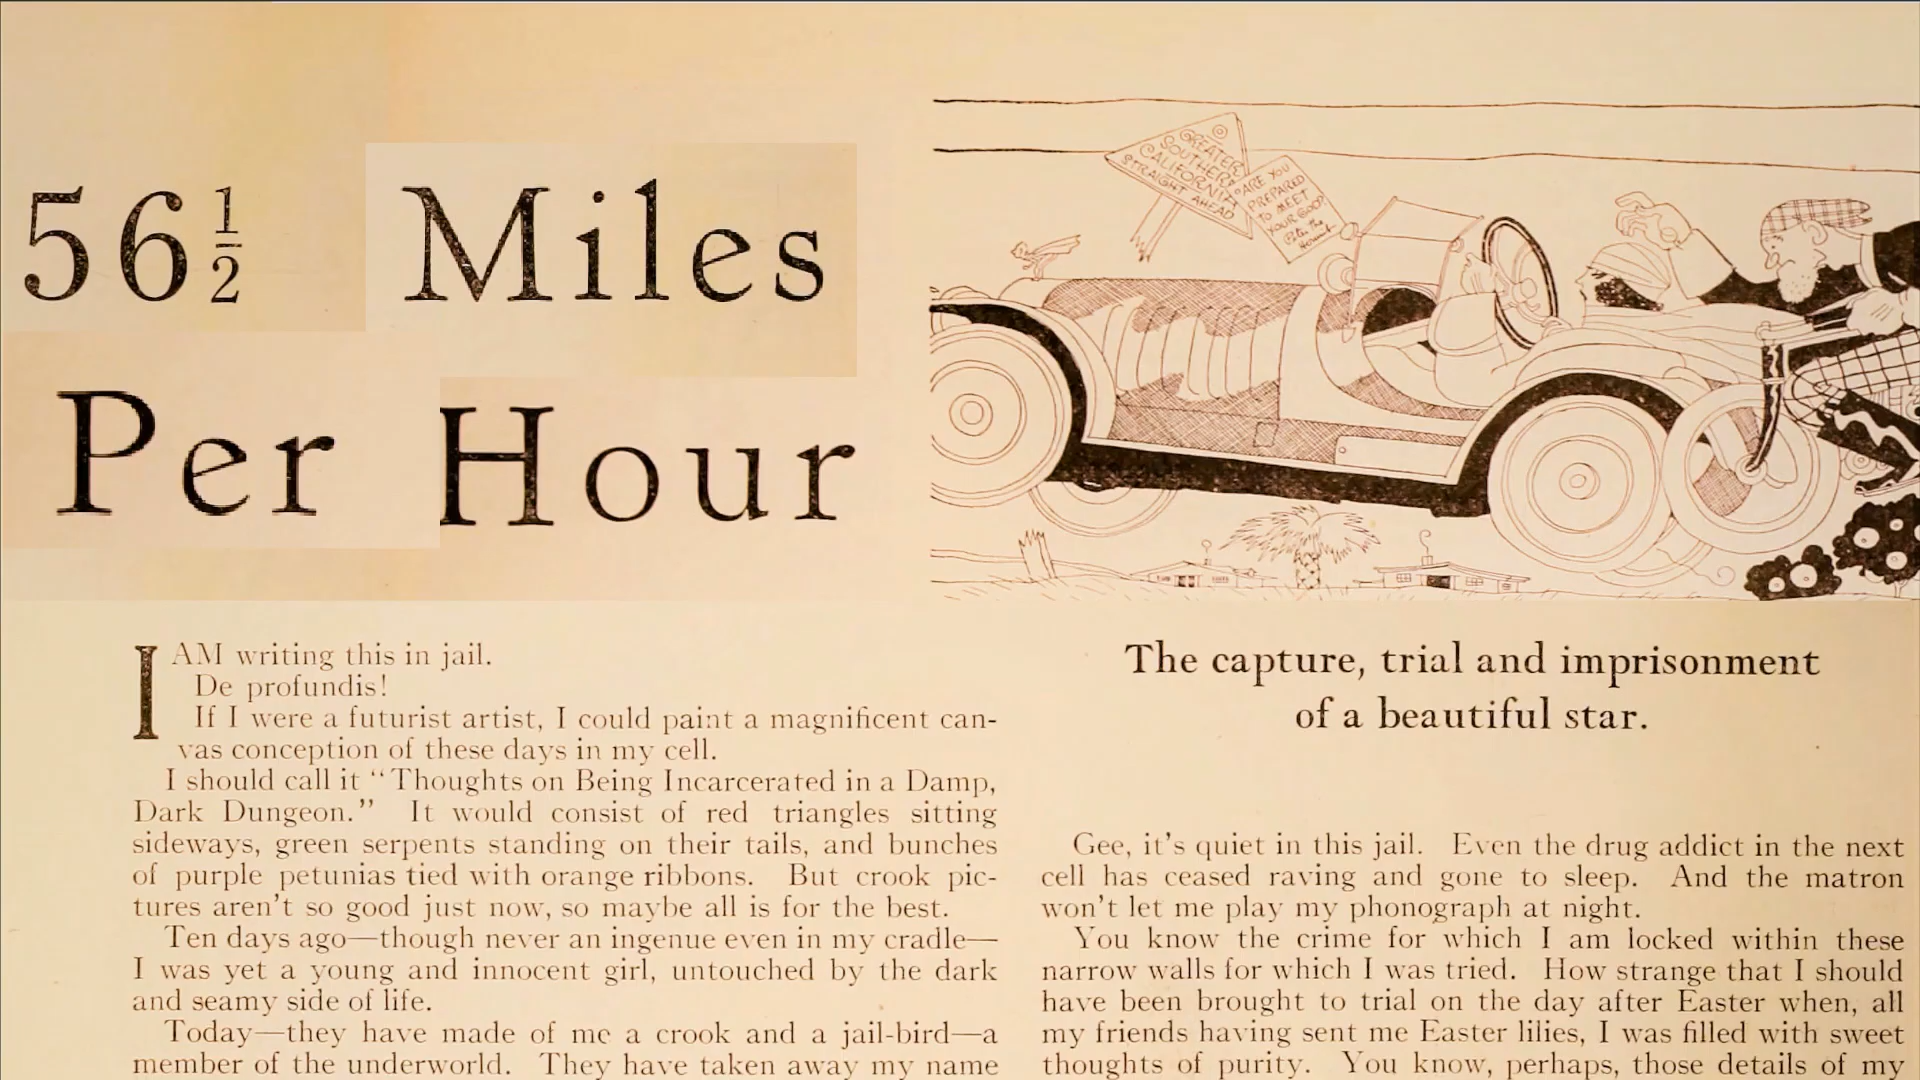 56½ Miles
Per Hour
GREATER
SOUTHERN
CALIFORNIA
STRAIGHT
AHEAD
"ARE YOU
PREPARED
TO MEET
YOUR GOD"
Pete The
The capture, trial and imprisonment
of a beautiful star.
I AM writing this in jail.
De profundis!
If I were a futurist artist, I could paint a magnificent can-
vas conception of these days in my cell.
I should call it "Thoughts on Being Incarcerated in a Damp,
Dark Dungeon." It would consist of red triangles sitting
sideways, green serpents standing on their tails, and bunches
of purple petunias tied with orange ribbons. But crook pic-
tures aren't so good just now, so maybe all is for the best.
Ten days ago—though never an ingenue even in my cradle—
I was yet a young and innocent girl, untouched by the dark
and seamy side of life.
Today—they have made of me a crook and a jail-bird—a
member of the underworld. They have taken away my name
Gee, it's quiet in this jail. Even the drug addict in the next
cell has ceased raving and gone to sleep. And the matron
won't let me play my phonograph at night.
You know the crime for which I am locked within these
narrow walls for which I was tried. How strange that I should
have been brought to trial on the day after Easter when, all
my friends having sent me Easter lilies, I was filled with sweet
thoughts of purity. You know, perhaps, those details of my